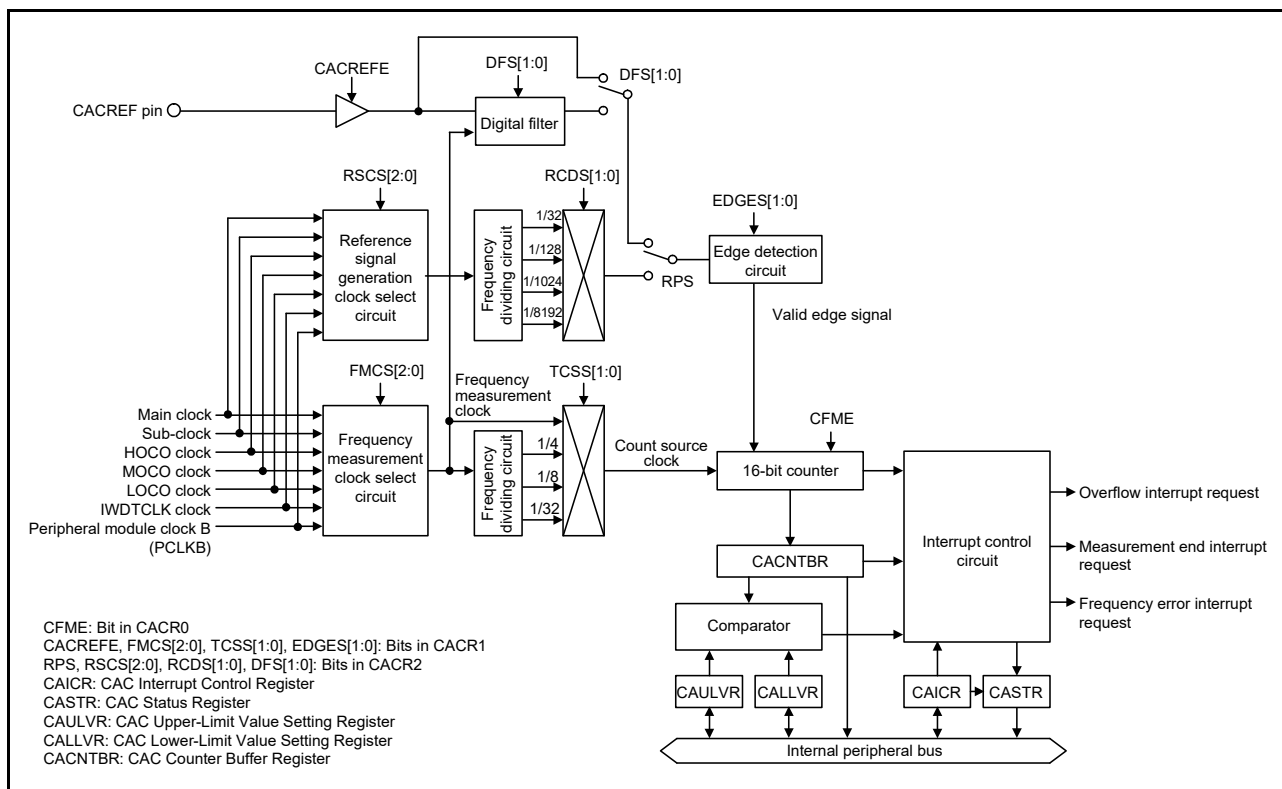 CACREFE
DFS[1:0]
DFS[1:0]
CACREF pin
Digital filter
RSCS[2:0]
RCDS[1:0]
EDGES[1:0]
Reference
signal
generation
clock select
circuit
Frequency
dividing circuit
1/32
1/128
1/1024
1/8192
RPS
Edge detection
circuit
Valid edge signal
FMCS[2:0]
Frequency
measurement
clock
TCSS[1:0]
Main clock
Sub-clock
HOCO clock
MOCO clock
LOCO clock
IWDTCLK clock
Peripheral module clock B
(PCLKB)
Frequency
measurement
clock select
circuit
Frequency
dividing circuit
1/4
1/8
1/32
Count source
clock
CFME
16-bit counter
CACNTBR
Comparator
Interrupt control
circuit
Overflow interrupt request
Measurement end interrupt
request
Frequency error interrupt
request
CAULVR
CALLVR
CAICR
CASTR
Internal peripheral bus
CFME: Bit in CACR0
CACREFE, FMCS[2:0], TCSS[1:0], EDGES[1:0]: Bits in CACR1
RPS, RSCS[2:0], RCDS[1:0], DFS[1:0]: Bits in CACR2
CAICR: CAC Interrupt Control Register
CASTR: CAC Status Register
CAULVR: CAC Upper-Limit Value Setting Register
CALLVR: CAC Lower-Limit Value Setting Register
CACNTBR: CAC Counter Buffer Register